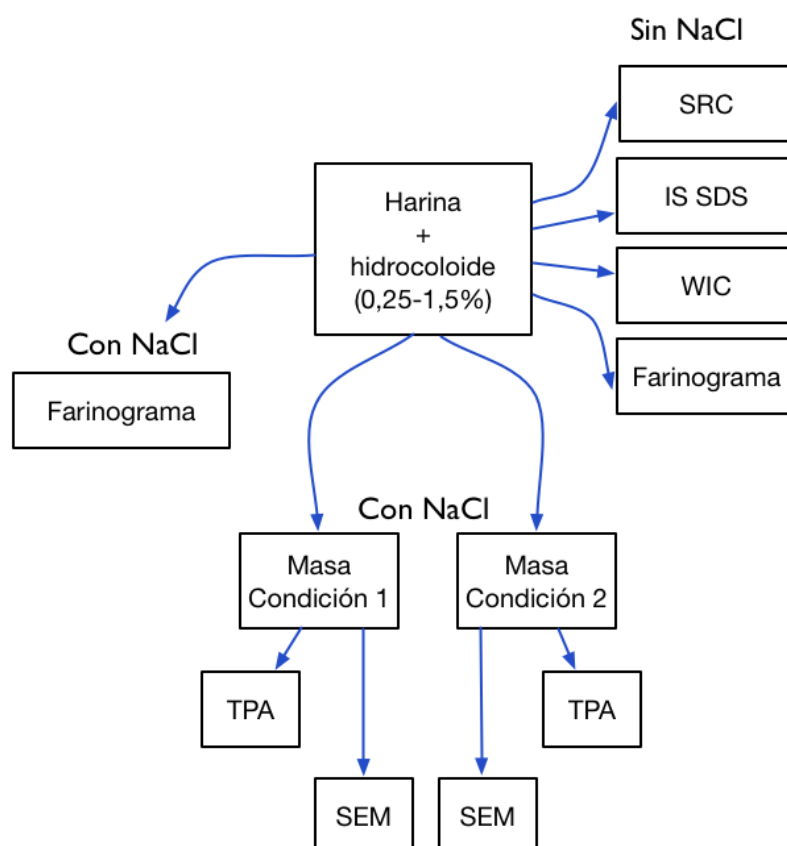 Sin NaCl
SRC
IS SDS
WIC
Farinograma
Harina
+
hidrocoloide
(0,25-1,5%)
Con NaCl
Farinograma
Con NaCl
Masa
Condición 1
Masa
Condición 2
TPA
TPA
SEM
SEM